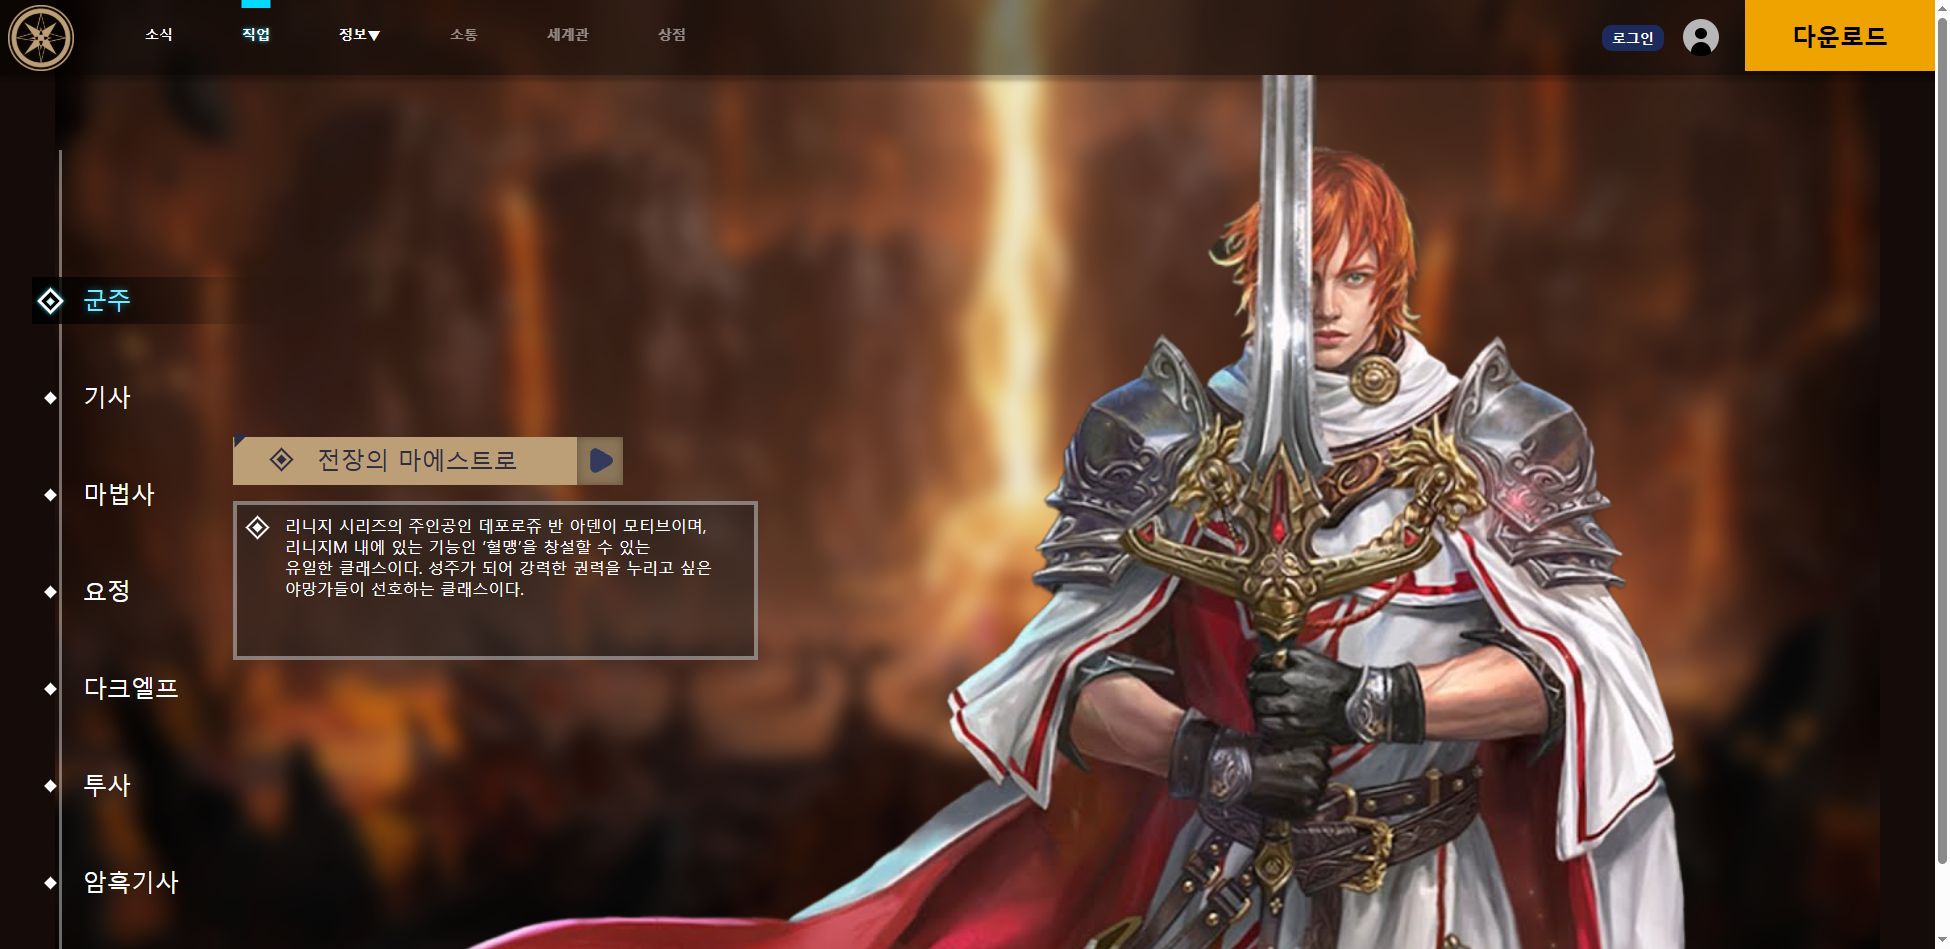 소식
직업
정보▼
소통
세계관
상점
로그인
다운로드
군주
기사
마법사
요정
다크엘프
투사
암흑기사
전장의 마에스트로
리니지 시리즈의 주인공인 데포로쥬 반 아덴이 모티브이며,
리니지M 내에 있는 기능인 ‘혈맹’을 창설할 수 있는
유일한 클래스이다. 성주가 되어 강력한 권력을 누리고 싶은
야망가들이 선호하는 클래스이다.